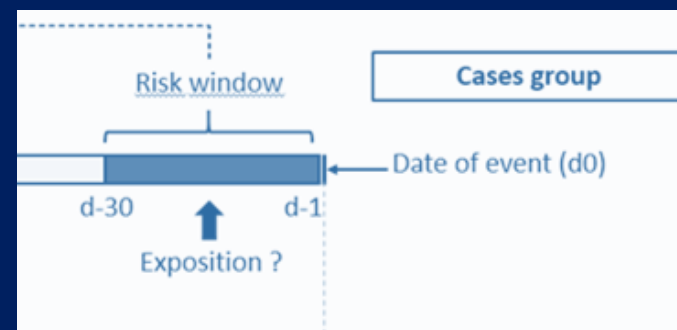 Risk window
Cases group
Date of event (d0)
d-30
d-1
Exposition ?